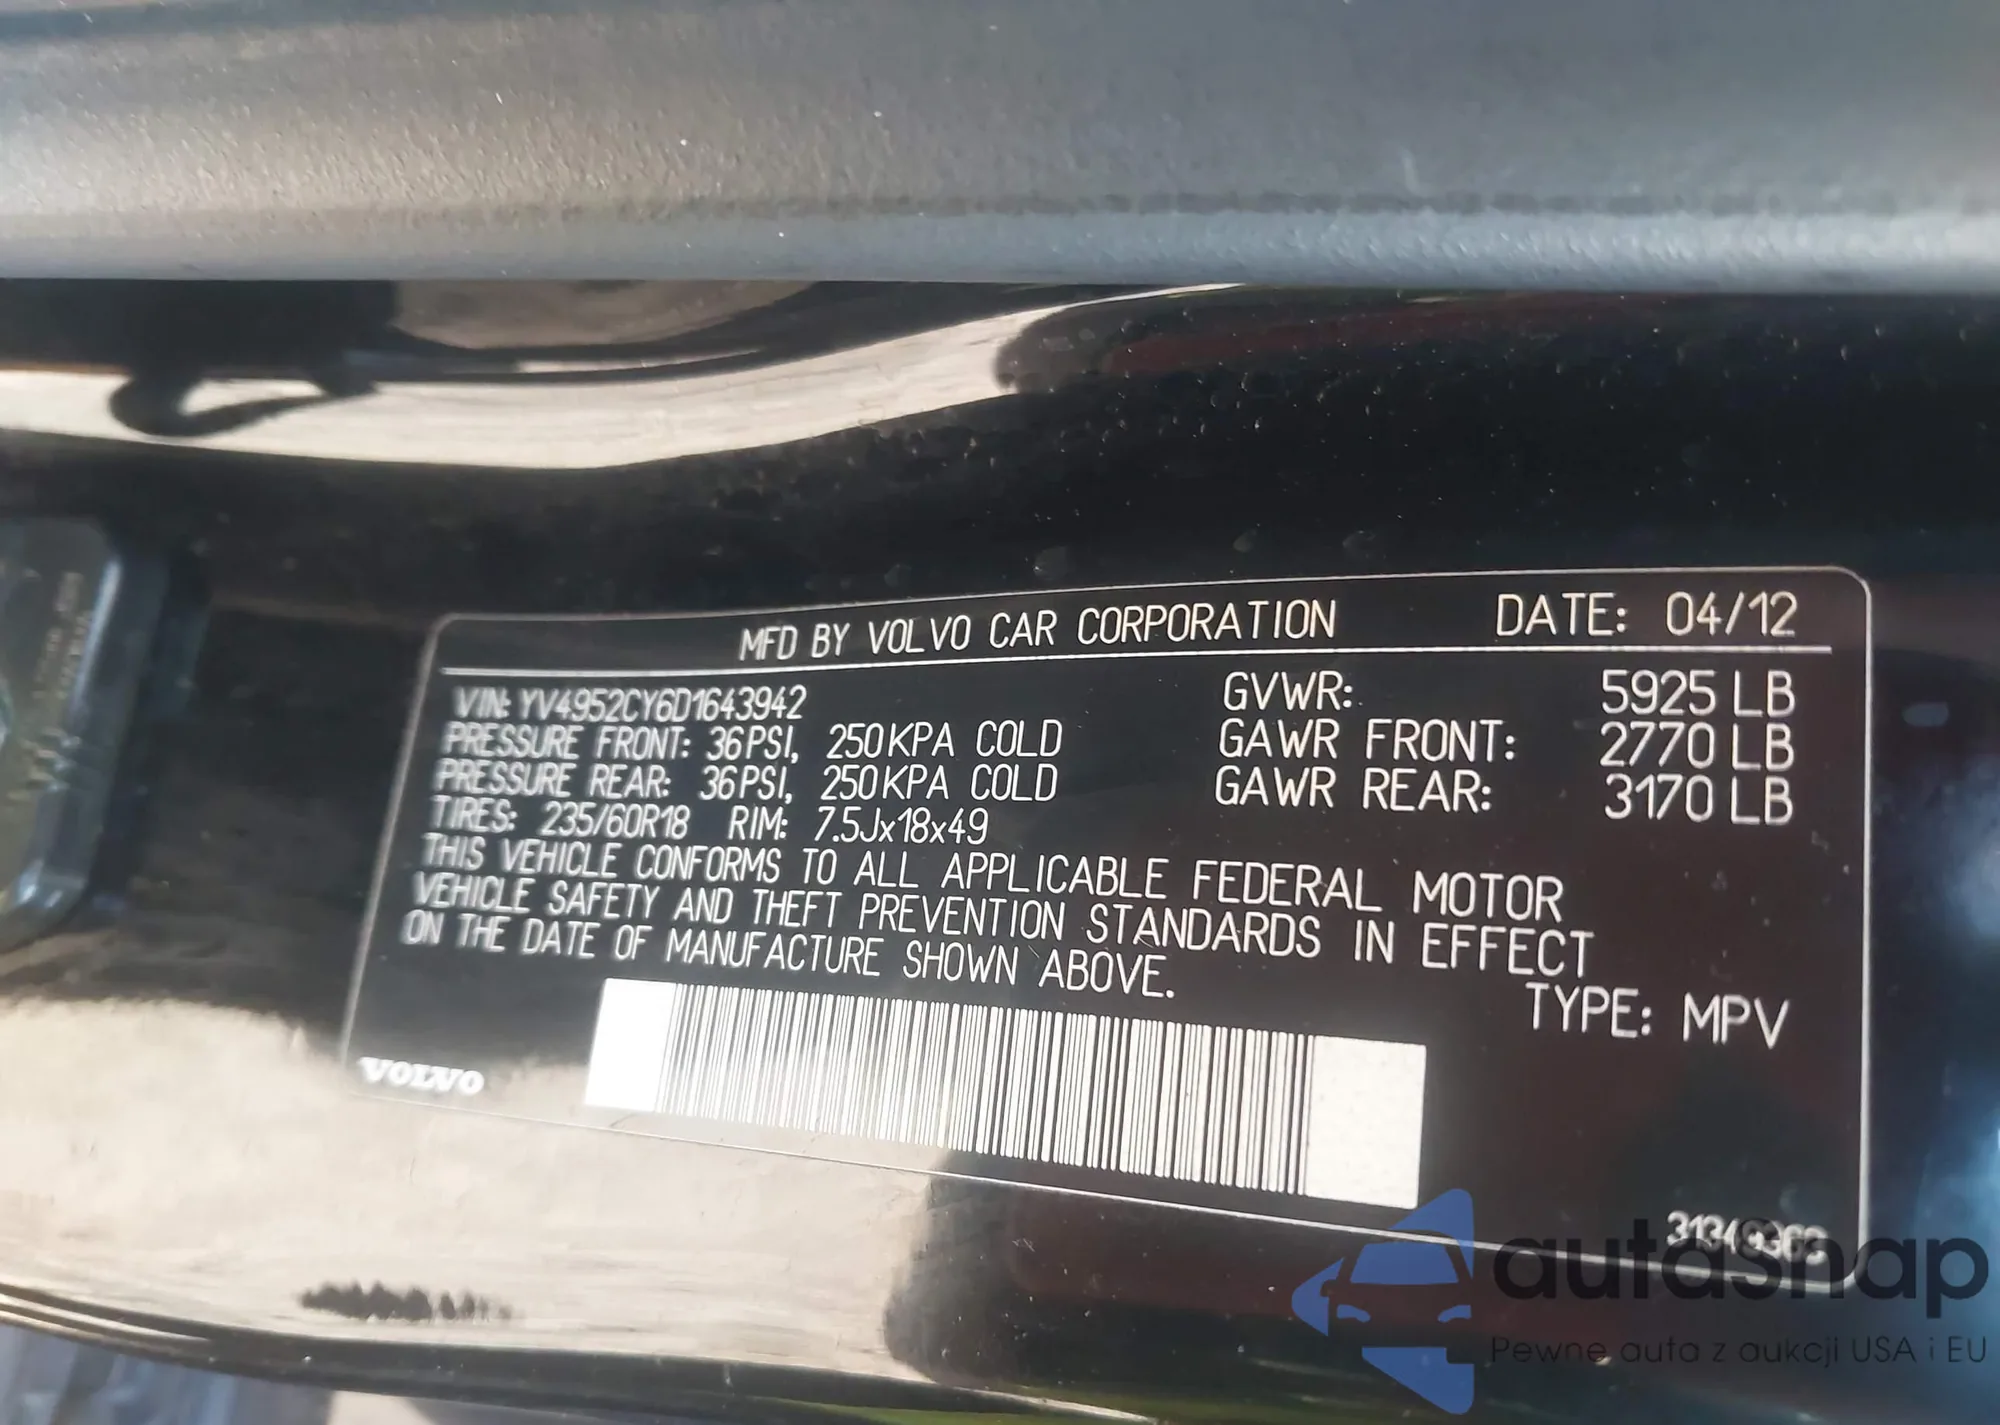 MFD BY VOLVO CAR CORPORATION DATE: 04/12
VIN: YV4952CY6D1643942 GVWR: 5925 LB
PRESSURE FRONT: 36PSI, 250KPA COLD GAWR FRONT: 2770 LB
PRESSURE REAR: 36PSI, 250KPA COLD GAWR REAR: 3170 LB
TIRES: 235/60R18 RIM: 7.5Jx18x49
THIS VEHICLE CONFORMS TO ALL APPLICABLE FEDERAL MOTOR
VEHICLE SAFETY AND THEFT PREVENTION STANDARDS IN EFFECT
ON THE DATE OF MANUFACTURE SHOWN ABOVE.
TYPE: MPV
VOLVO
31349363
autasnap
Pewne auta z aukcji USA i EU